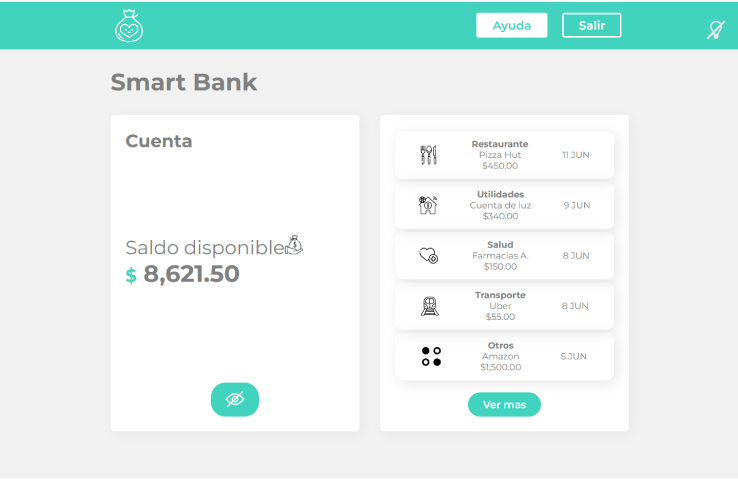 Ayuda
Salir
Smart Bank
Cuenta
Saldo disponible
$ 8,621.50
Restaurante
Pizza Hut
$450.00
11 JUN
Utilidades
Cuenta de luz
$340.00
9 JUN
Salud
Farmacias A.
$150.00
8 JUN
Transporte
Uber
$55.00
8 JUN
Otros
Amazon
$1,500.00
5 JUN
Ver mas